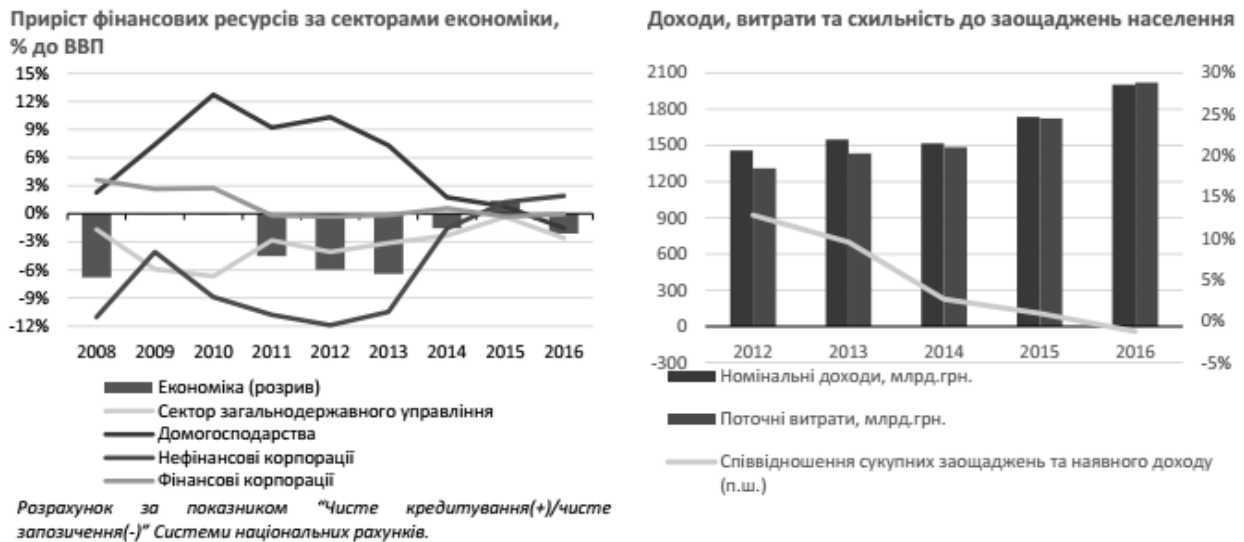 Приріст фінансових ресурсів за секторами економіки,
% до ВВП
15%
12%
9%
6%
3%
0%
-3%
-6%
-9%
-12%
2008 2009 2010 2011 2012 2013 2014 2015 2016
Економіка (розрив)
Сектор загальнодержавного управління
Домогосподарства
Нефінансові корпорації
Фінансові корпорації
Розрахунок за показником “Чисте кредитування(+)/чисте
запозичення(-)” Системи національних рахунків.
Доходи, витрати та схильність до заощаджень населення
2100
1800
1500
1200
900
600
300
0
-300
30%
25%
20%
15%
10%
5%
0%
-5%
2012 2013 2014 2015 2016
Номінальні доходи, млрд.грн.
Поточні витрати, млрд.грн.
Співвідношення сукупних заощаджень та наявного доходу
(п.ш.)